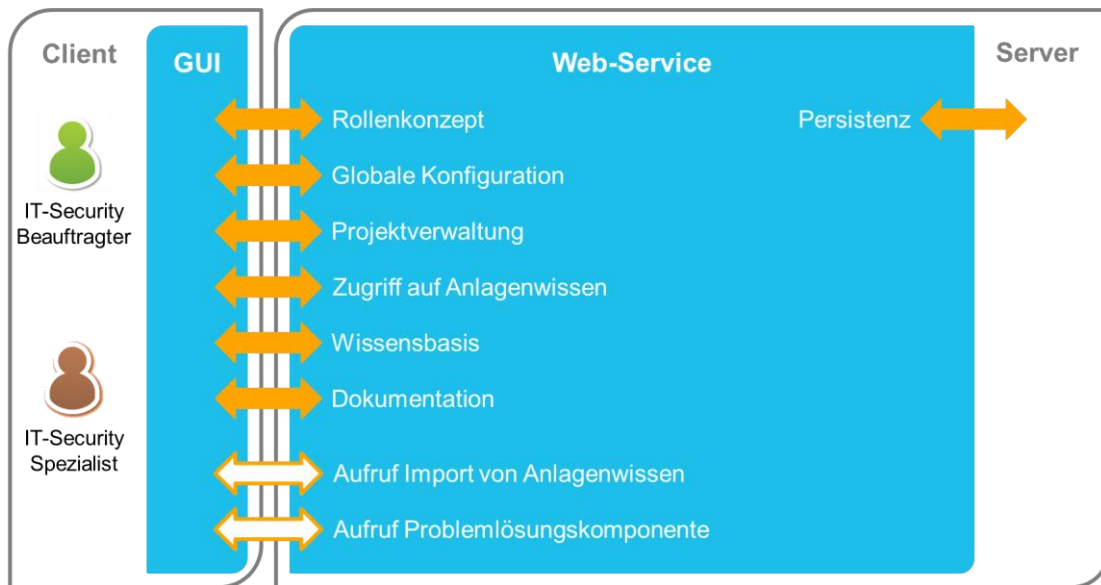 Client
GUI
Web-Service
Server
Rollenkonzept
Persistenz
IT-Security
Beauftragter
Globale Konfiguration
Projektverwaltung
Zugriff auf Anlagenwissen
Wissensbasis
Dokumentation
IT-Security
Spezialist
Aufruf Import von Anlagenwissen
Aufruf Problemlösungskomponente